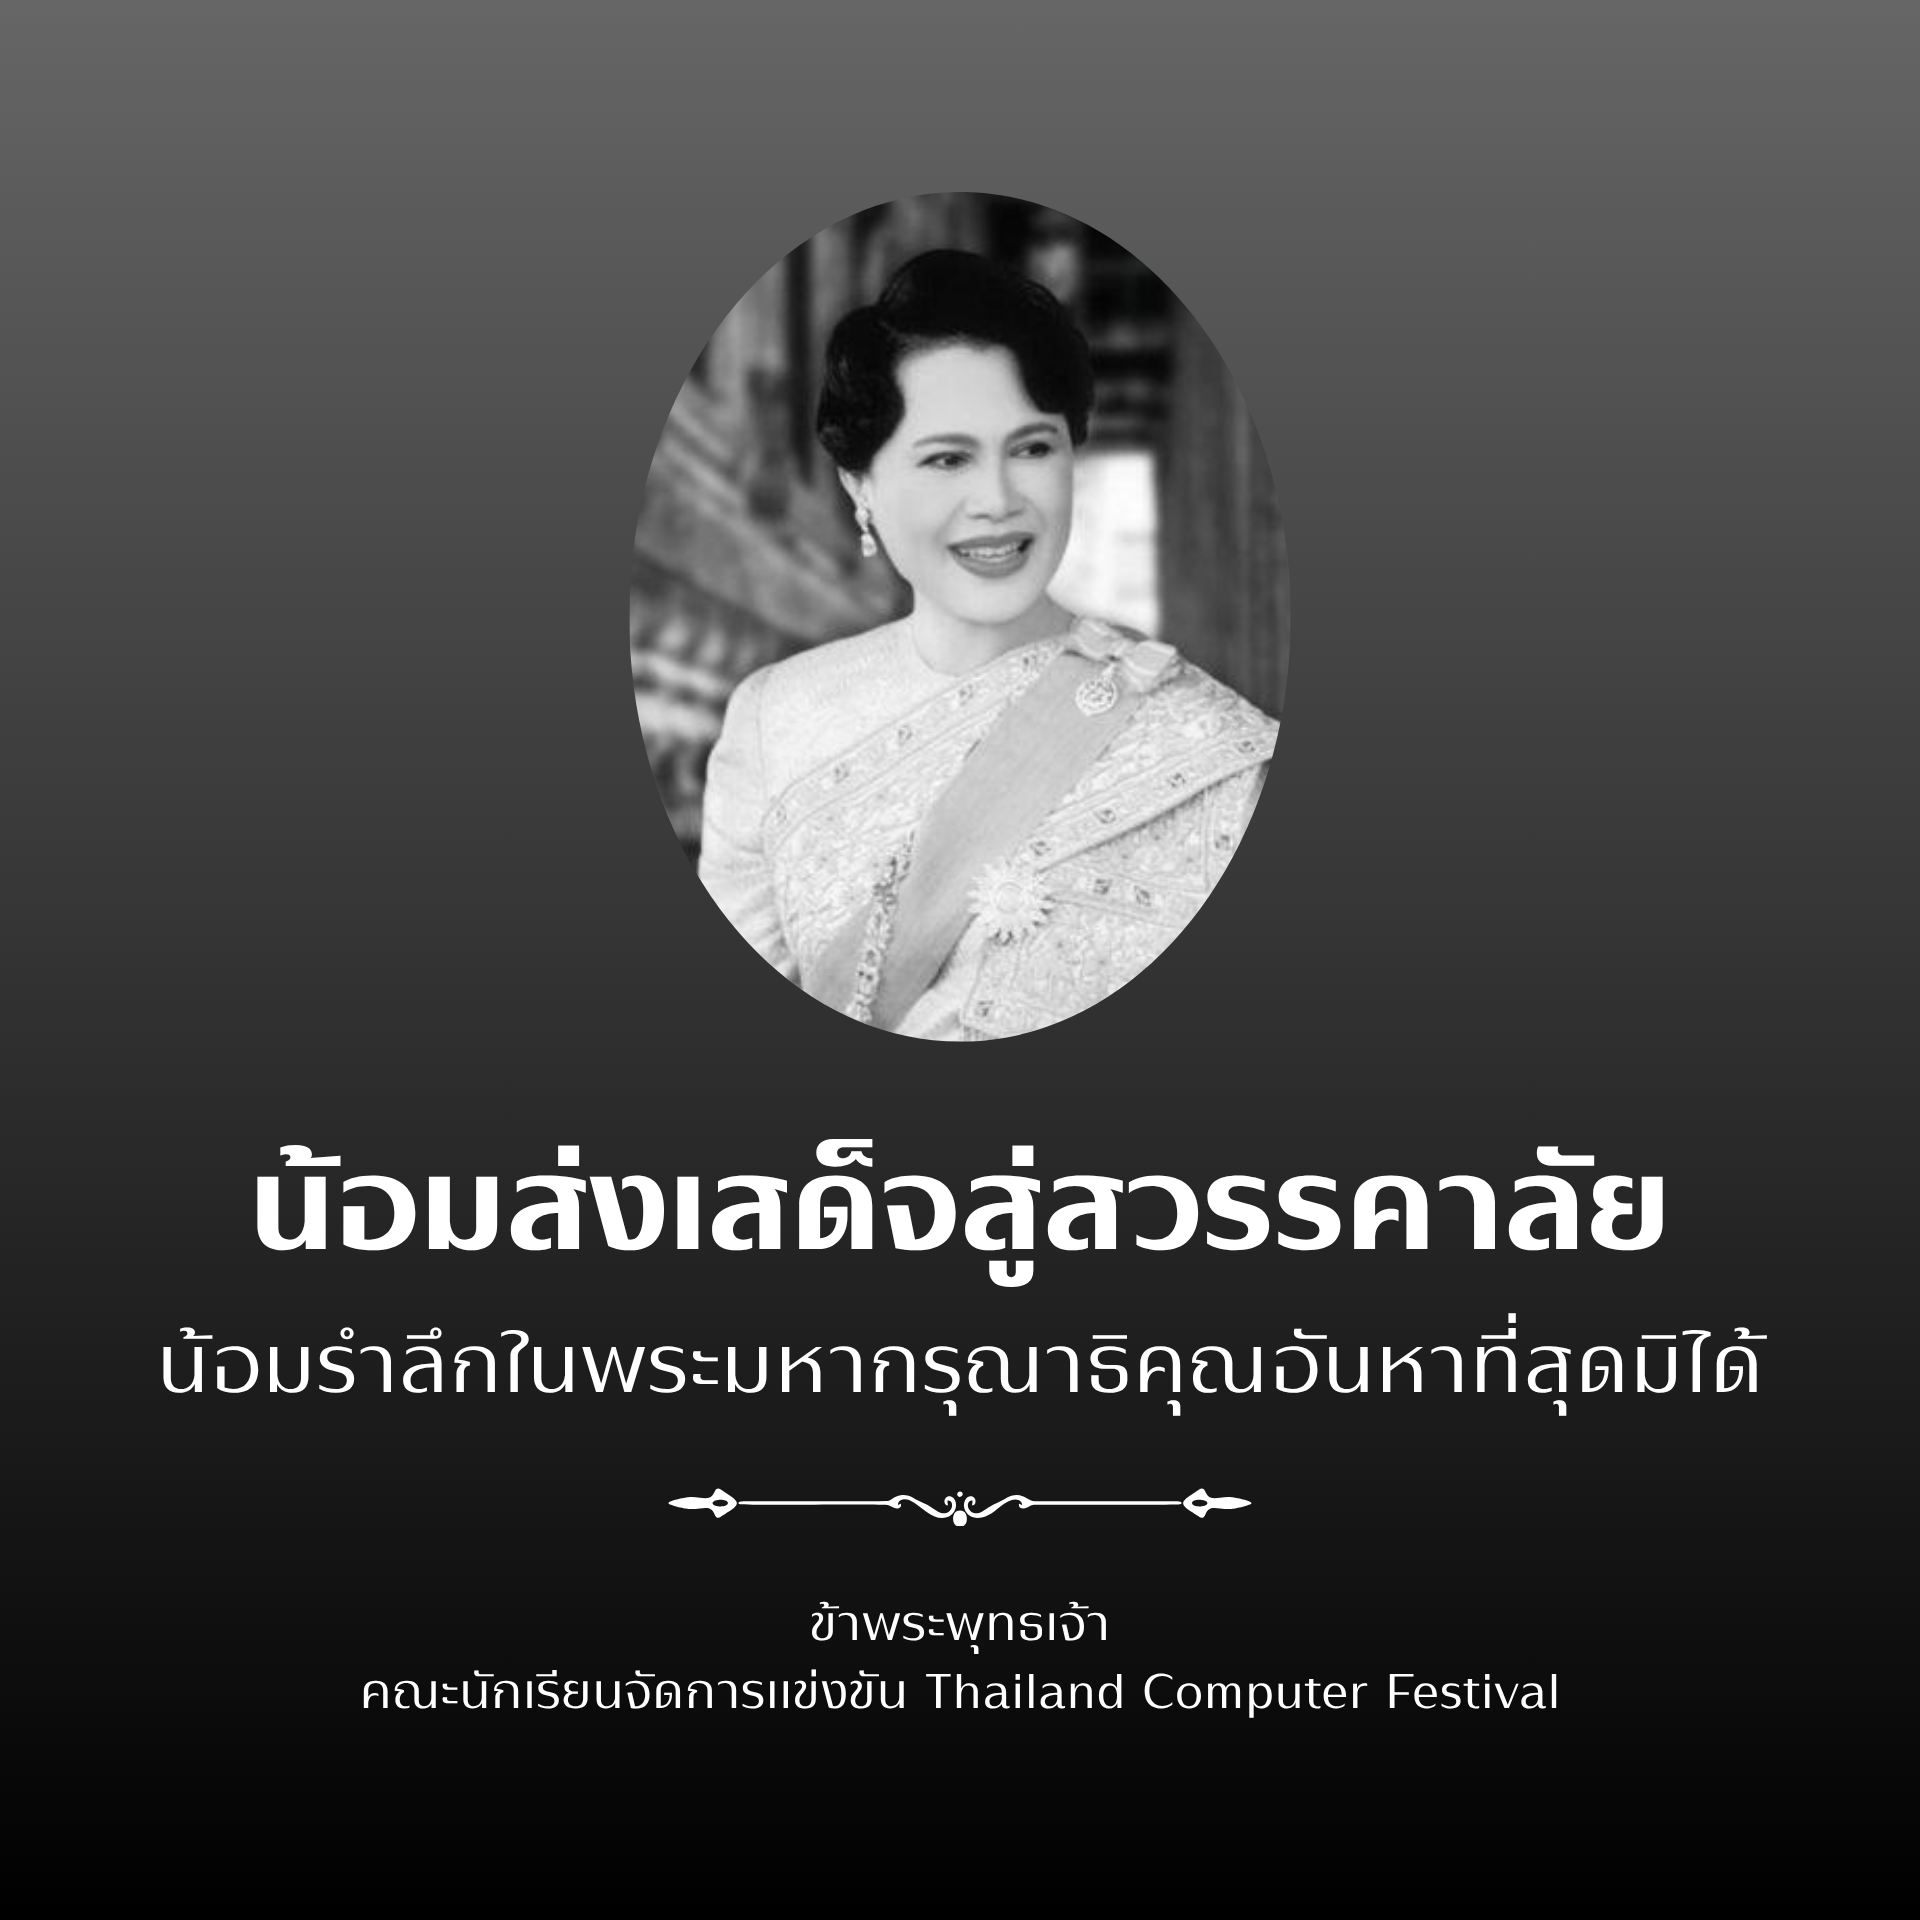 น้อมส่งเสด็จสู่สวรรคาลัย
น้อมรำลึกในพระมหากรุณาธิคุณอันหาที่สุดมิได้
ข้าพระพุทธเจ้า
คณะนักเรียนจัดการแข่งขัน Thailand Computer Festival